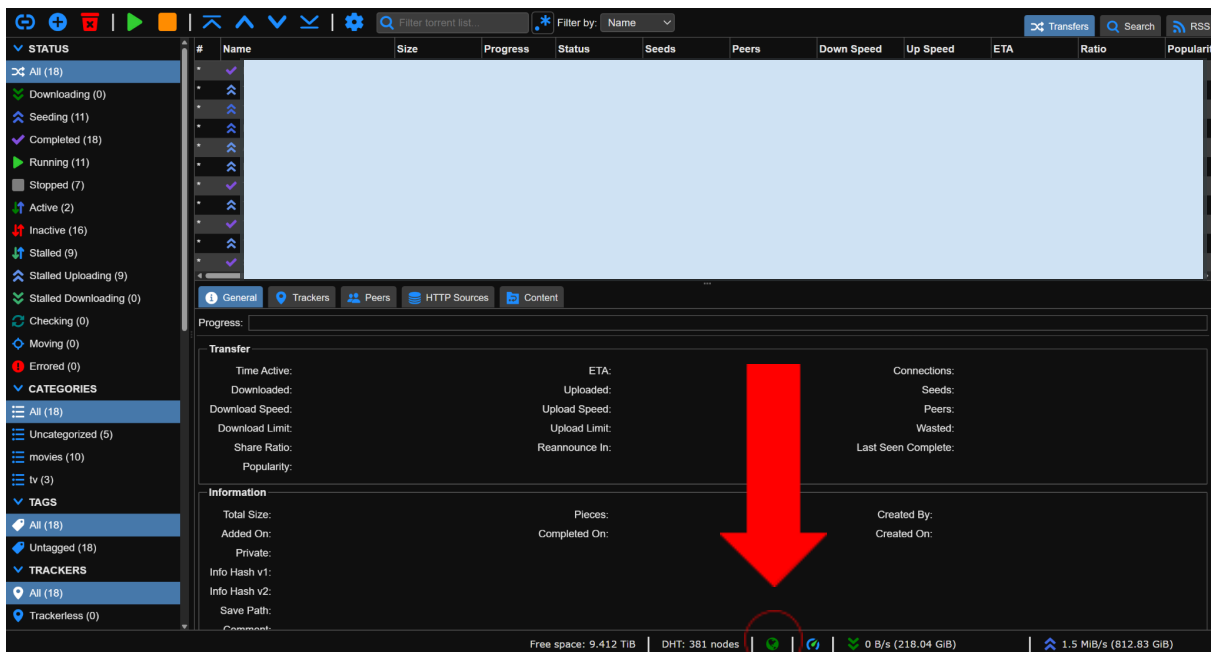 Filter torrent list...
Filter by: Name
Transfers
Search
RSS
STATUS
All (18)
Downloading (0)
Seeding (11)
Completed (18)
Running (11)
Stopped (7)
Active (2)
Inactive (16)
Stalled (9)
Stalled Uploading (9)
Stalled Downloading (0)
Checking (0)
Moving (0)
Errored (0)
CATEGORIES
All (18)
Uncategorized (5)
movies (10)
tv (3)
TAGS
All (18)
Untagged (18)
TRACKERS
All (18)
Trackerless (0)
# Name Size Progress Status Seeds Peers Down Speed Up Speed ETA Ratio Populari
*
*
*
*
*
*
*
*
*
*
*
General Trackers Peers HTTP Sources Content
Progress:
Transfer
Time Active: ETA: Connections:
Downloaded: Uploaded: Seeds:
Download Speed: Upload Speed: Peers:
Download Limit: Upload Limit: Wasted:
Share Ratio: Reannounce In: Last Seen Complete:
Popularity:
Information
Total Size: Pieces: Created By:
Added On: Completed On: Created On:
Private:
Info Hash v1:
Info Hash v2:
Save Path:
Comment:
Free space: 9.412 TiB DHT: 381 nodes 0 B/s (218.04 GiB) 1.5 MiB/s (812.83 GiB)